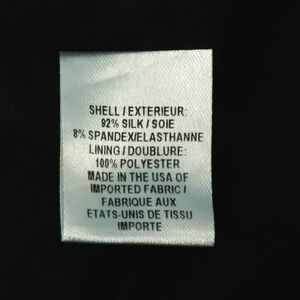 SHELL / EXTERIEUR:
92% SILK / SOIE
8% SPANDEX/ELASTHANNE
LINING / DOUBLURE:
100% POLYESTER
MADE IN THE USA OF
IMPORTED FABRIC /
FABRIQUE AUX
ETATS-UNIS DE TISSU
IMPORTE